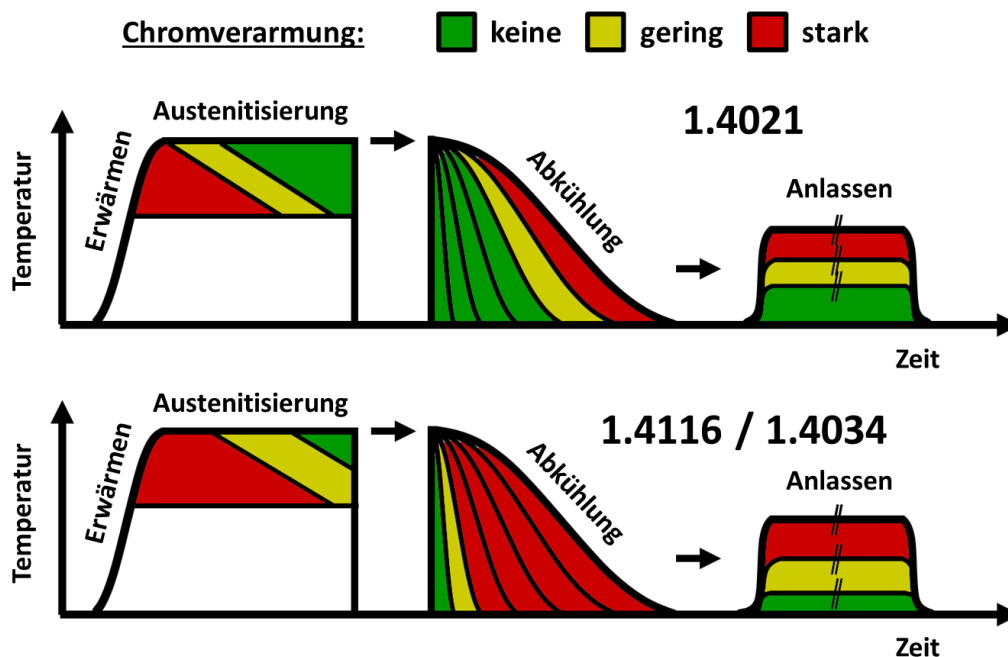 Chromverarmung: keine gering stark
Austenitisierung
1.4021
Erwärmen
Abkühlung
Anlassen
Temperatur
Zeit
Austenitisierung
1.4116 / 1.4034
Erwärmen
Abkühlung
Anlassen
Temperatur
Zeit